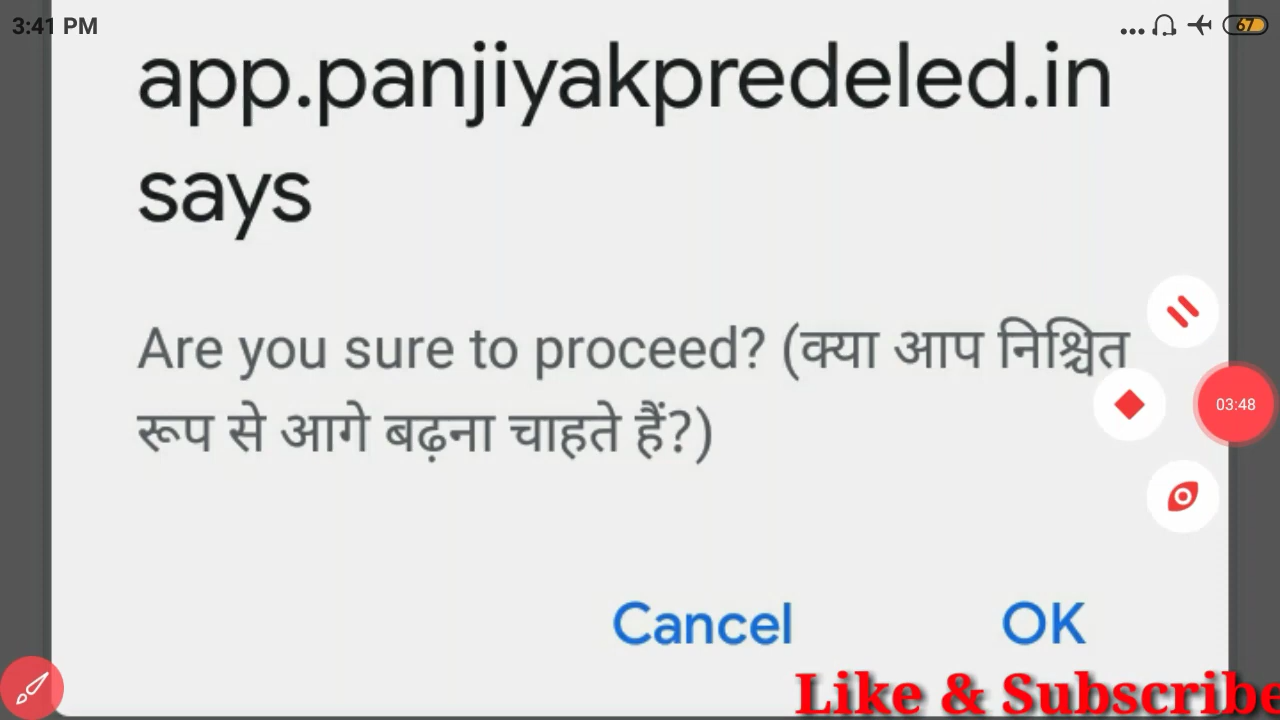 3:41 PM
67
app.panjiyakpredeled.in
says
Are you sure to proceed? (क्या आप निश्चित
रूप से आगे बढ़ना चाहते हैं?)
03:48
Cancel OK
Like & Subscribe